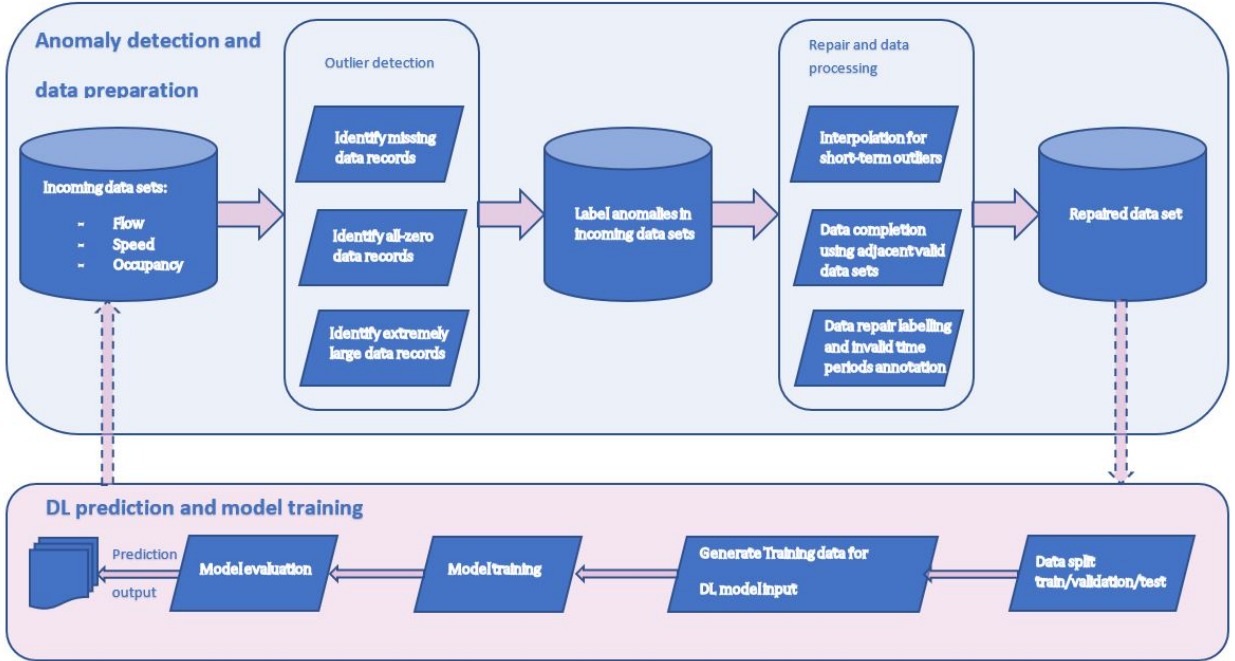 Anomaly detection and
data preparation
Incoming data sets:
- Flow
- Speed
- Occupancy
Outlier detection
Identify missing
data records
Identify all-zero
data records
Identify extremely
large data records
Label anomalies in
incoming data sets
Repair and data
processing
Interpolation for
short-term outliers
Data completion
using adjacent valid
data sets
Data repair labelling
and invalid time
periods annotation
Repaired data set
DL prediction and model training
Prediction
output
Model evaluation
Model training
Generate Training data for
DL model input
Data split
train/validation/test